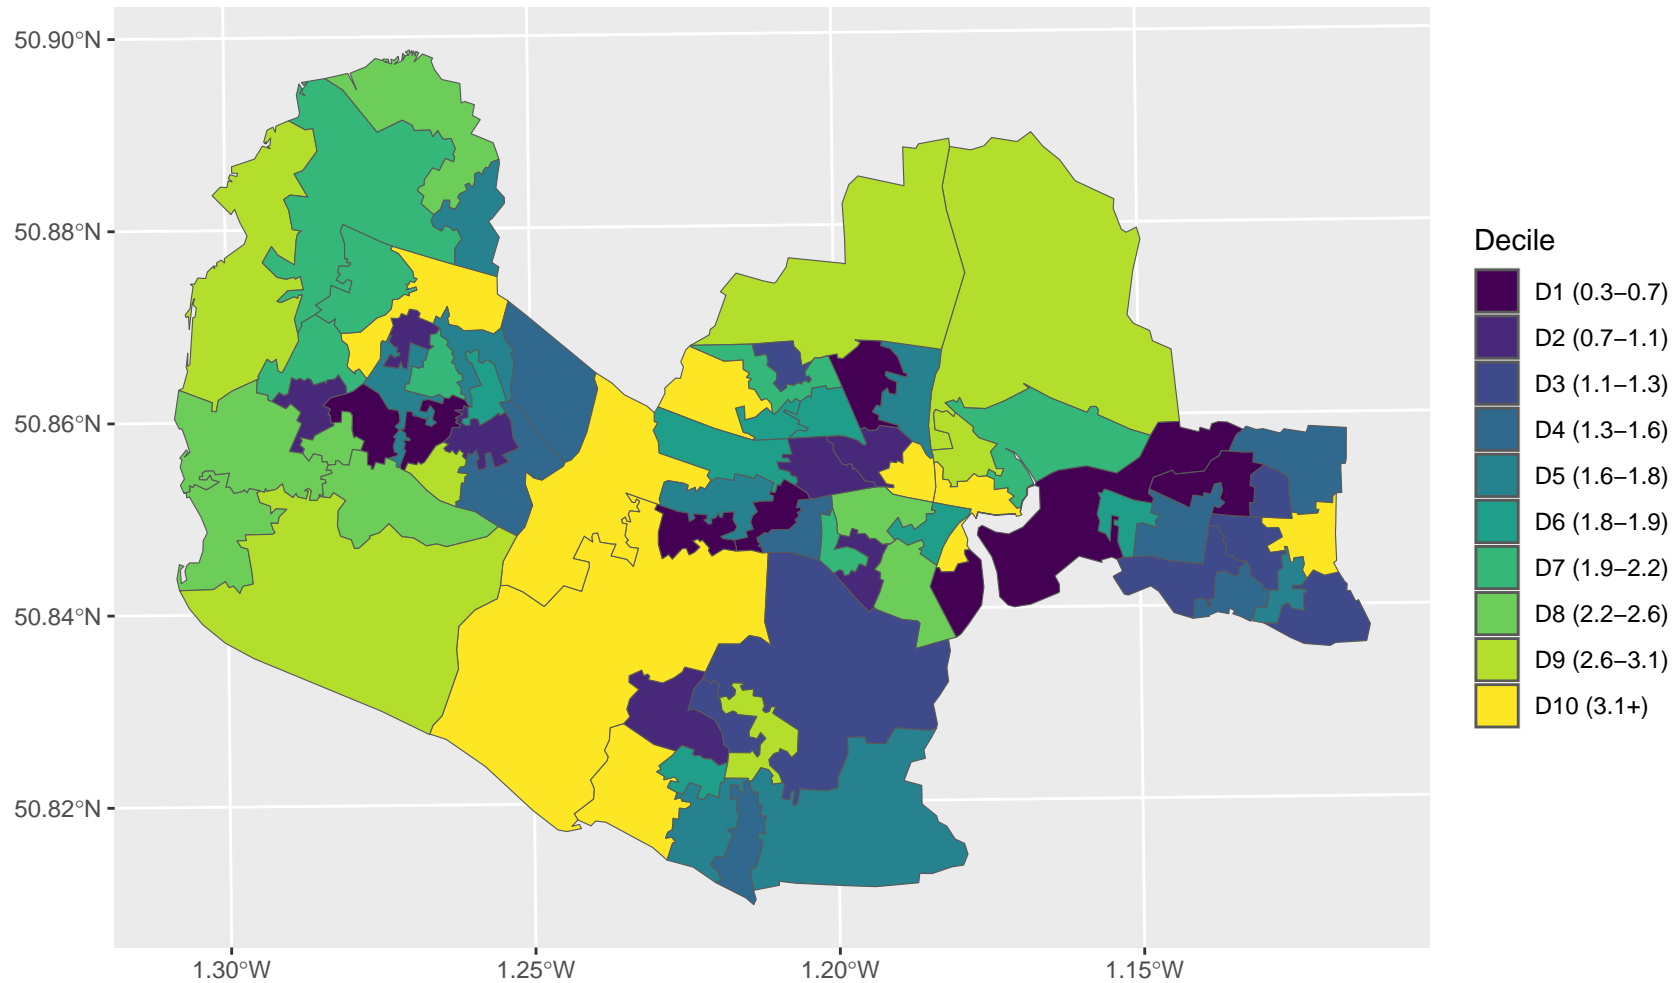 50.90°N
50.88°N
50.86°N
50.84°N
50.82°N
1.30°W
1.25°W
1.20°W
1.15°W
Decile
D1 (0.3–0.7)
D2 (0.7–1.1)
D3 (1.1–1.3)
D4 (1.3–1.6)
D5 (1.6–1.8)
D6 (1.8–1.9)
D7 (1.9–2.2)
D8 (2.2–2.6)
D9 (2.6–3.1)
D10 (3.1+)